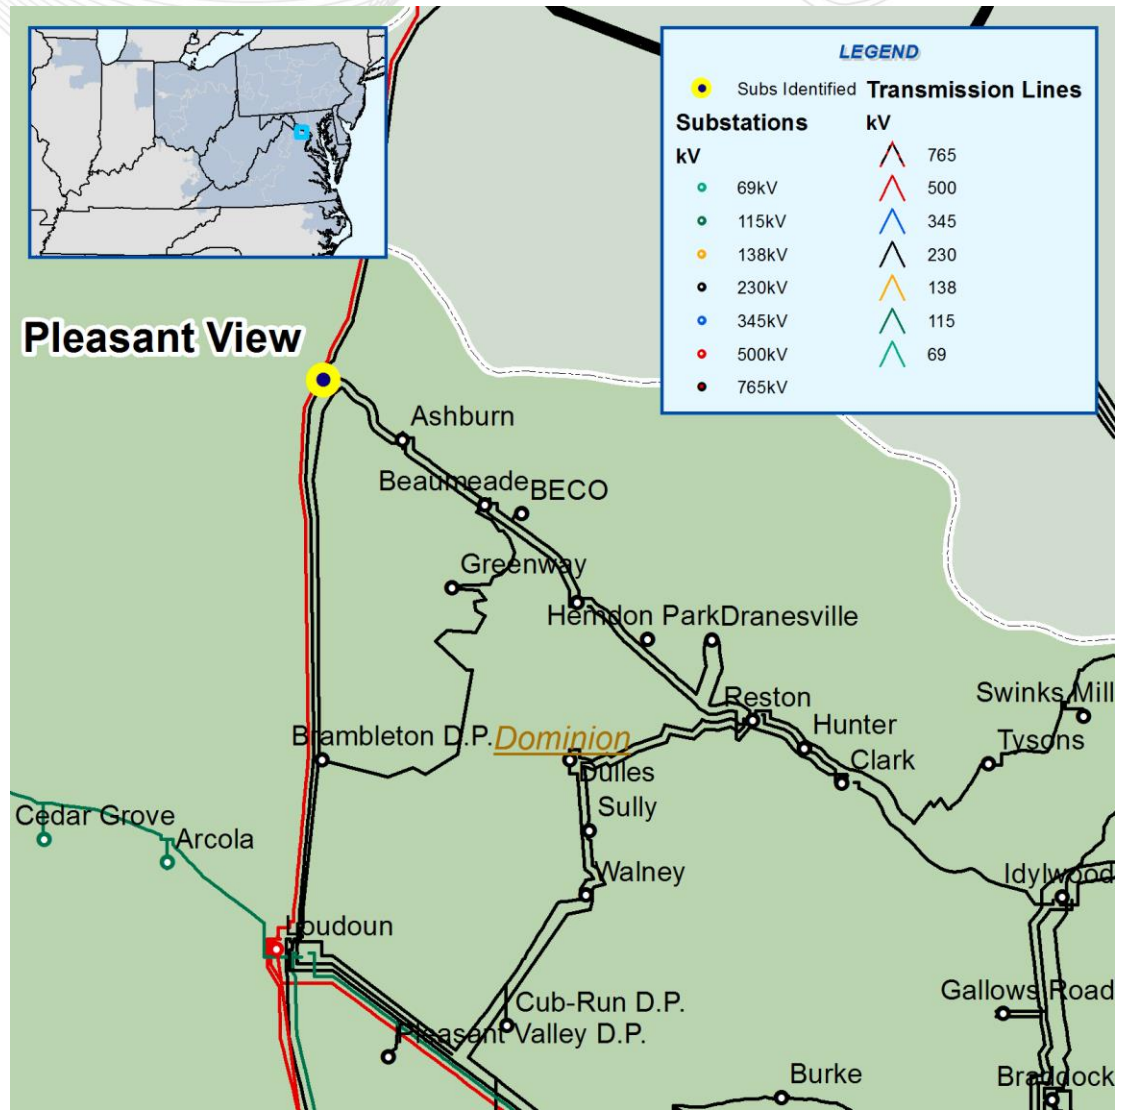 LEGEND
Subs Identified
Transmission Lines
Substations
kV
kV
69kV
115kV
138kV
230kV
345kV
500kV
765kV
765
500
345
230
138
115
69
Pleasant View
Ashburn
Beaumeade
BECO
Greenway
Herndon Park
Dranesville
Reston
Swinks Mill
Hunter
Tysons
Brambleton D.P.
Dominion
Clark
Dulles
Sully
Cedar Grove
Arcola
Walney
Idylwood
Loudoun
Gallows Road
Cub-Run D.P.
Pleasant Valley D.P.
Burke
Braddock